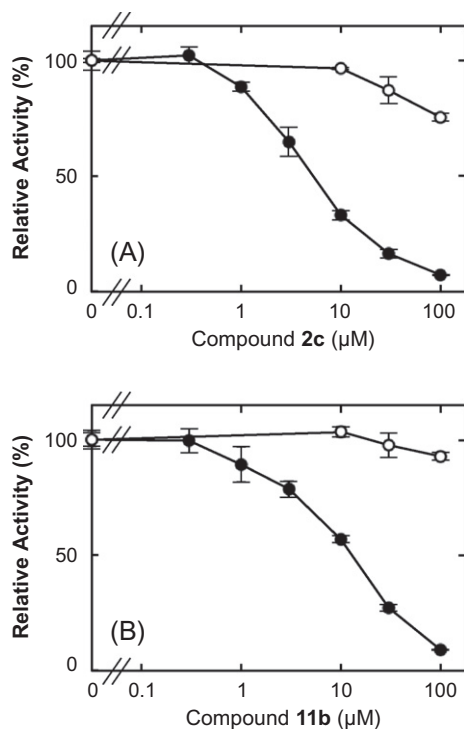 Relative Activity (%)
100
50
0
(A)
0 0.1 1 10 100
Compound 2c (μM)
Relative Activity (%)
100
50
0
(B)
0 0.1 1 10 100
Compound 11b (μM)